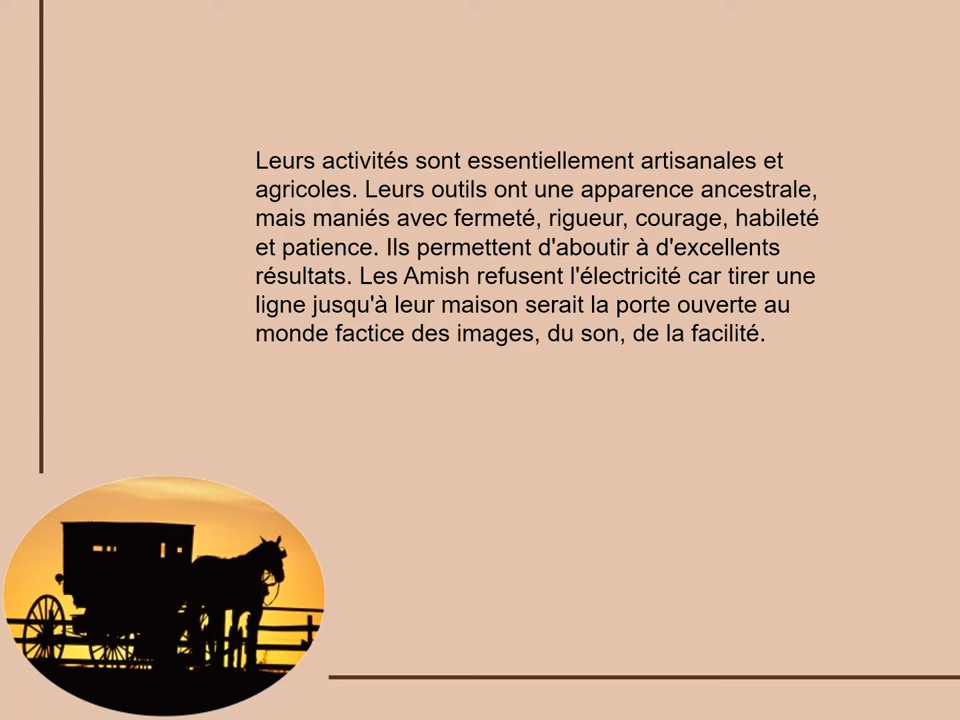 Leurs activités sont essentiellement artisanales et
agricoles. Leurs outils ont une apparence ancestrale,
mais maniés avec fermeté, rigueur, courage, habileté
et patience. Ils permettent d'aboutir à d'excellents
résultats. Les Amish refusent l'électricité car tirer une
ligne jusqu'à leur maison serait la porte ouverte au
monde factice des images, du son, de la facilité.